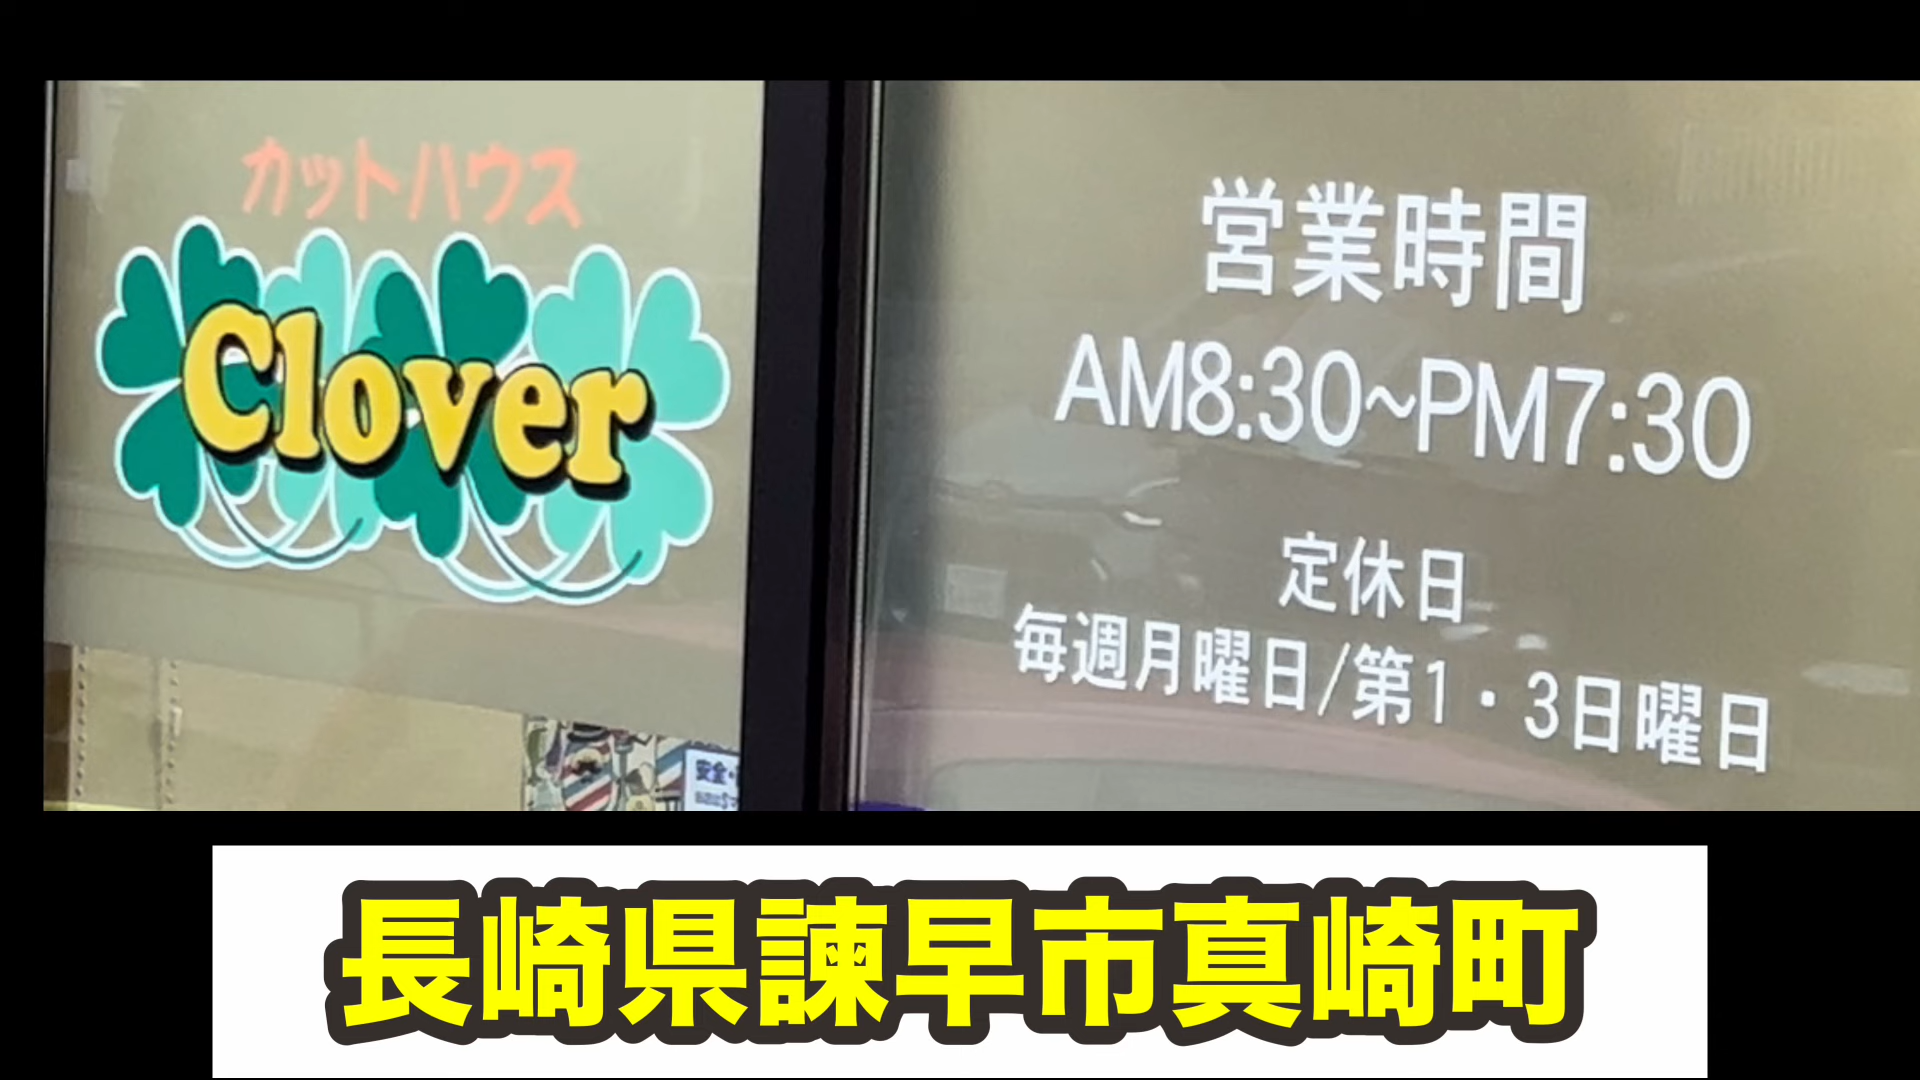 カットハウス
Clover
営業時間
AM8:30~PM7:30
定休日
毎週月曜日/第1・3日曜日
安全・
長崎県諫早市真崎町